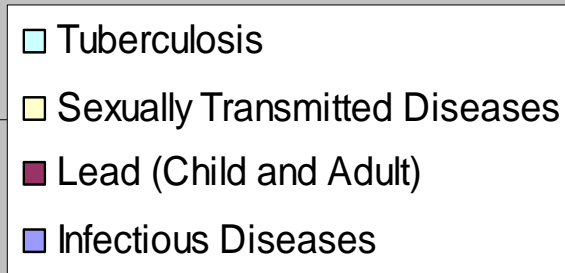 Tuberculosis
Sexually Transmitted Diseases
Lead (Child and Adult)
Infectious Diseases